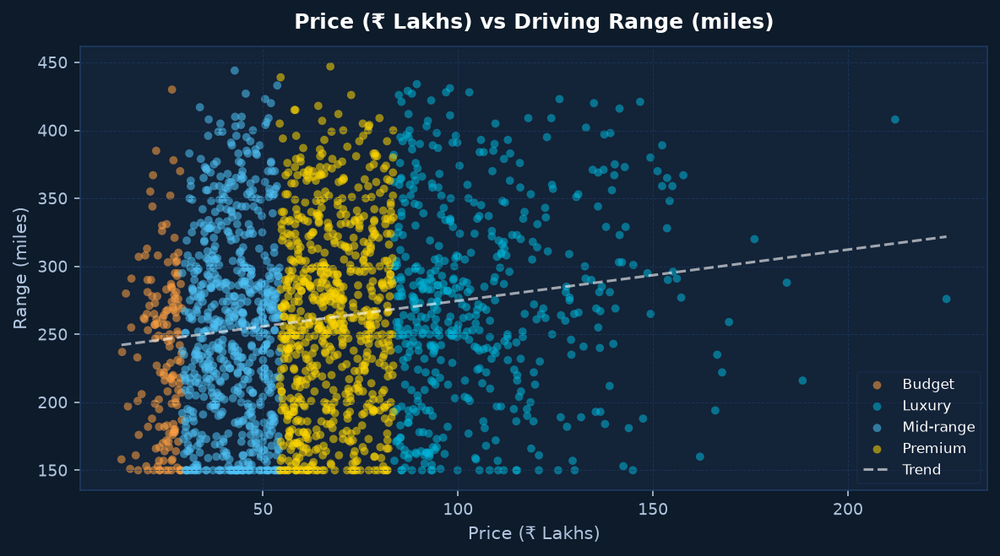 Price (₹ Lakhs) vs Driving Range (miles)
Range (miles)
450
400
350
300
250
200
150
50
100
150
200
Price (₹ Lakhs)
Budget
Luxury
Mid-range
Premium
Trend